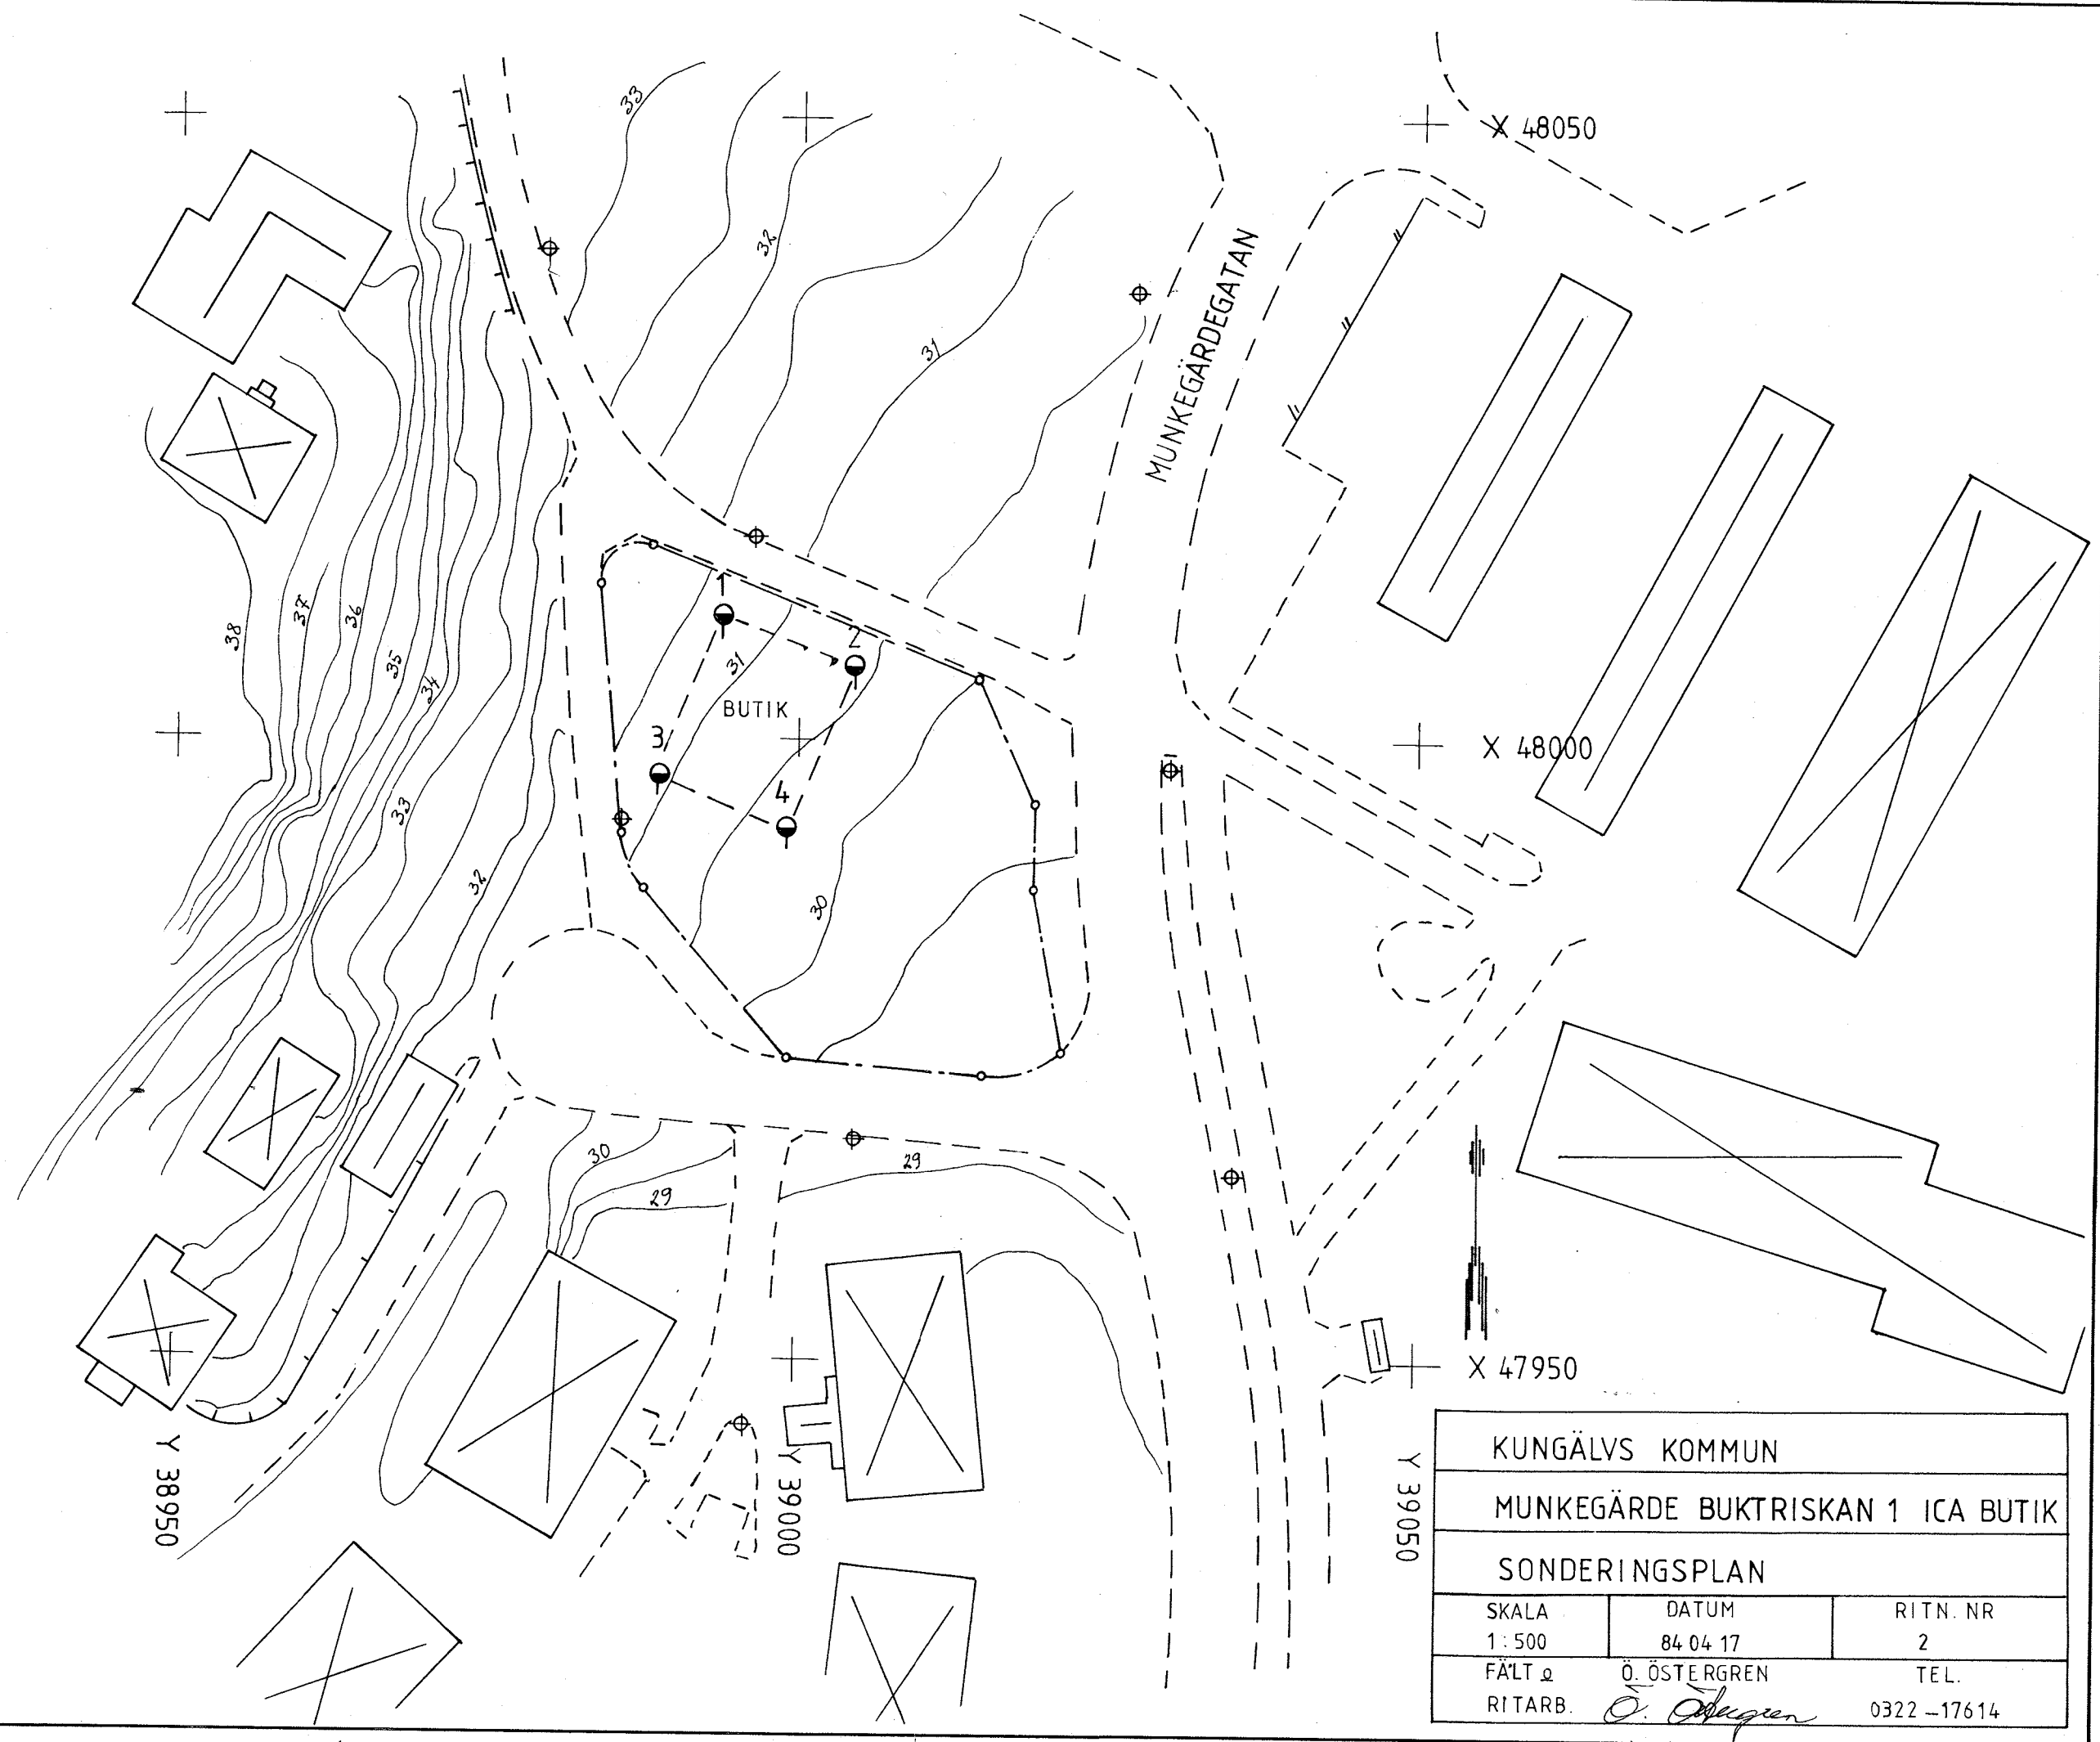 33
X 48050
32
31
MUNKEGÄRDEGATAN
1
2
38
37
36
35
34
31
BUTIK
3
X 48000
4
33
32
30
30
29
29
X 47950
Y 38950
Y 39000
Y 39050
KUNGÄLVS KOMMUN
MUNKEGÄRDE BUKTRISKAN 1 ICA BUTIK
SONDERINGSPLAN
SKALA DATUM RITN. NR
1:500 84 04 17 2
FÄLT Ö. ÖSTERGREN TEL.
RITARB. Ö. Östergren 0322-17614